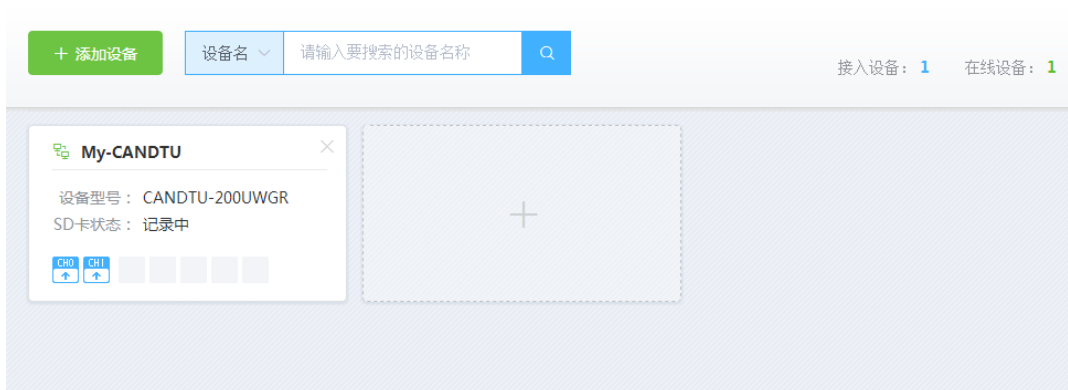 + 添加设备
设备名
请输入要搜索的设备名称
接入设备： 1
在线设备： 1
My-CANDTU
设备型号： CANDTU-200UWGR
SD卡状态： 记录中
CH0 CH1